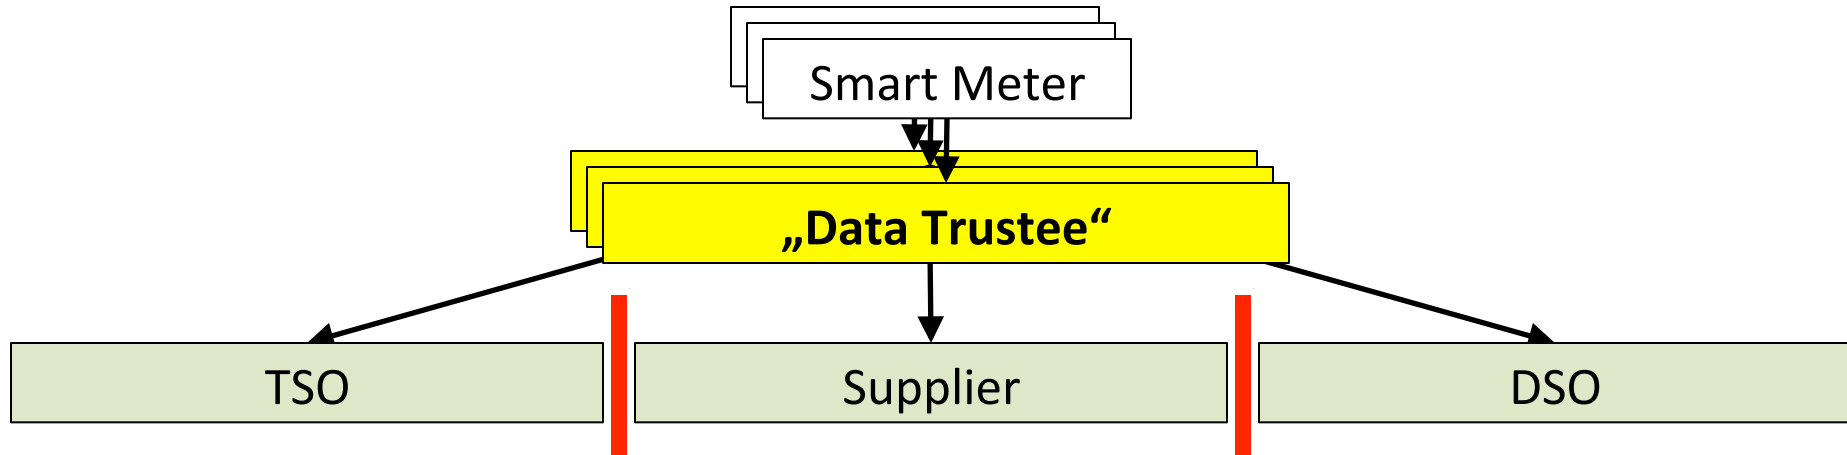 Smart Meter
„Data Trustee“
TSO
Supplier
DSO